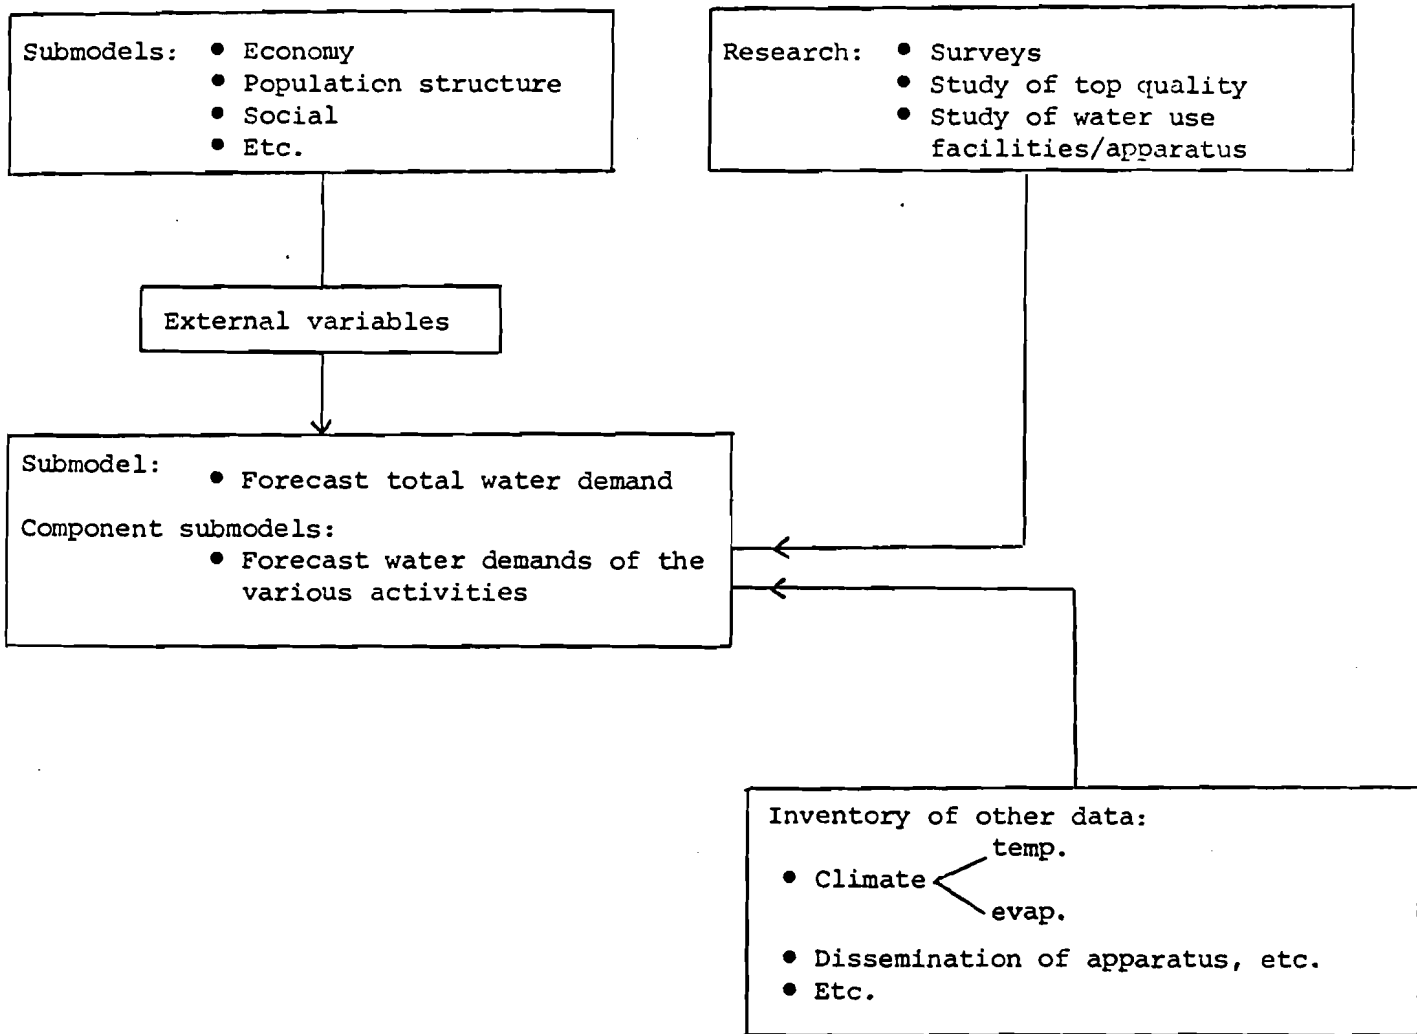 Submodels: • Economy
• Population structure
• Social
• Etc.
Research: • Surveys
• Study of top quality
• Study of water use
facilities/apparatus
External variables
Submodel:
• Forecast total water demand
Component submodels:
• Forecast water demands of the
various activities
Inventory of other data:
temp.
• Climate
evap.
• Dissemination of apparatus, etc.
• Etc.